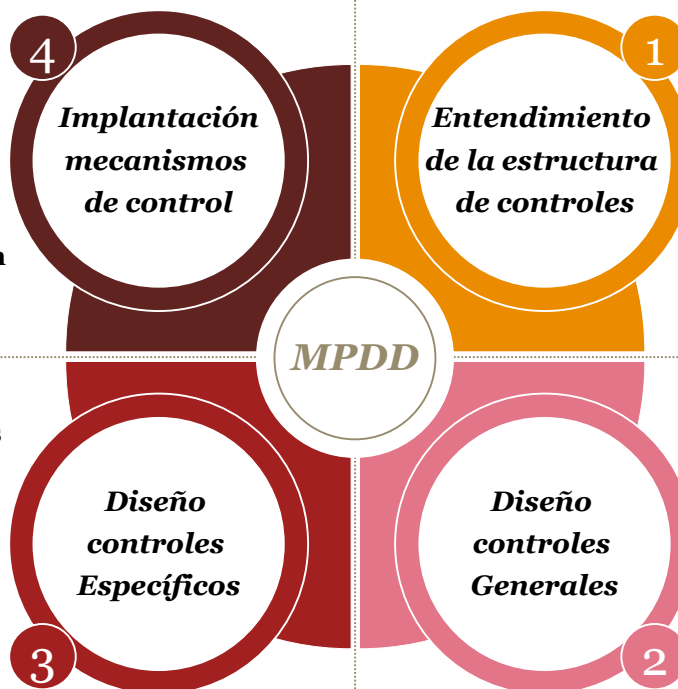 4
Implantación
mecanismos
de control
1
Entendimiento
de la estructura
de controles
MPDD
Diseño
controles
Específicos
3
Diseño
controles
Generales
2